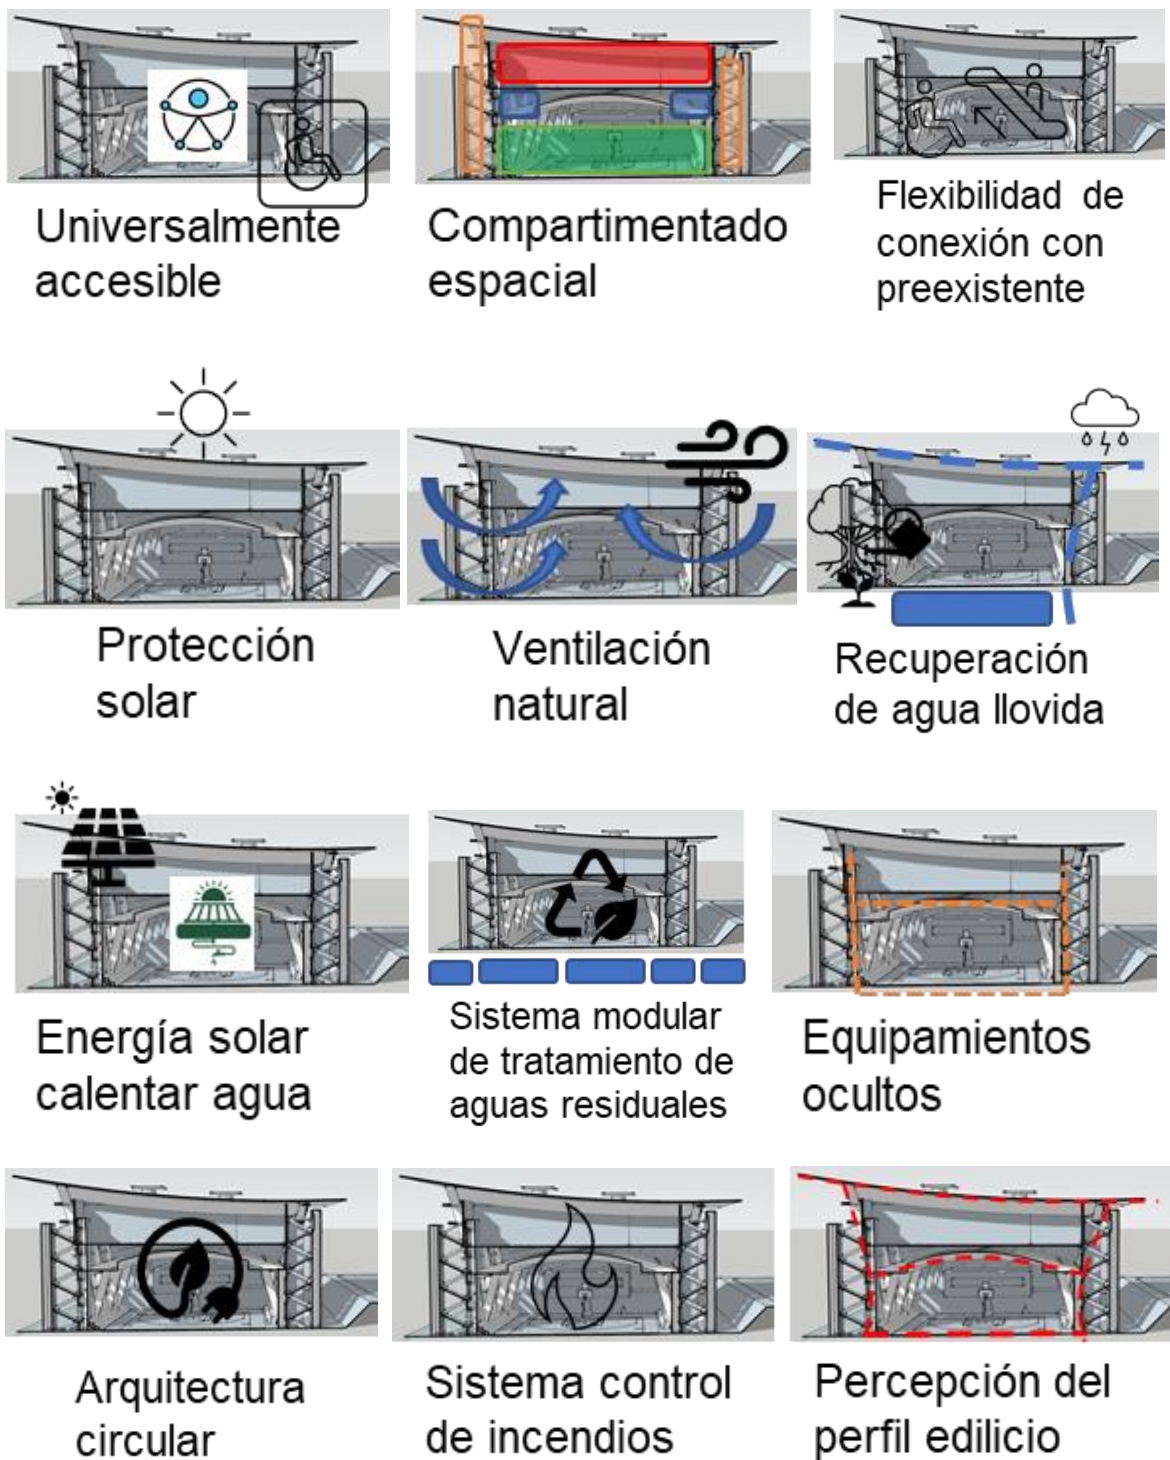 Universalmente
accesible
Compartimentado
espacial
Flexibilidad de
conexión con
preexistente
Protección
solar
Ventilación
natural
Recuperación
de agua llovida
Energía solar
calentar agua
Sistema modular
de tratamiento de
aguas residuales
Equipamientos
ocultos
Arquitectura
circular
Sistema control
de incendios
Percepción del
perfil edilicio